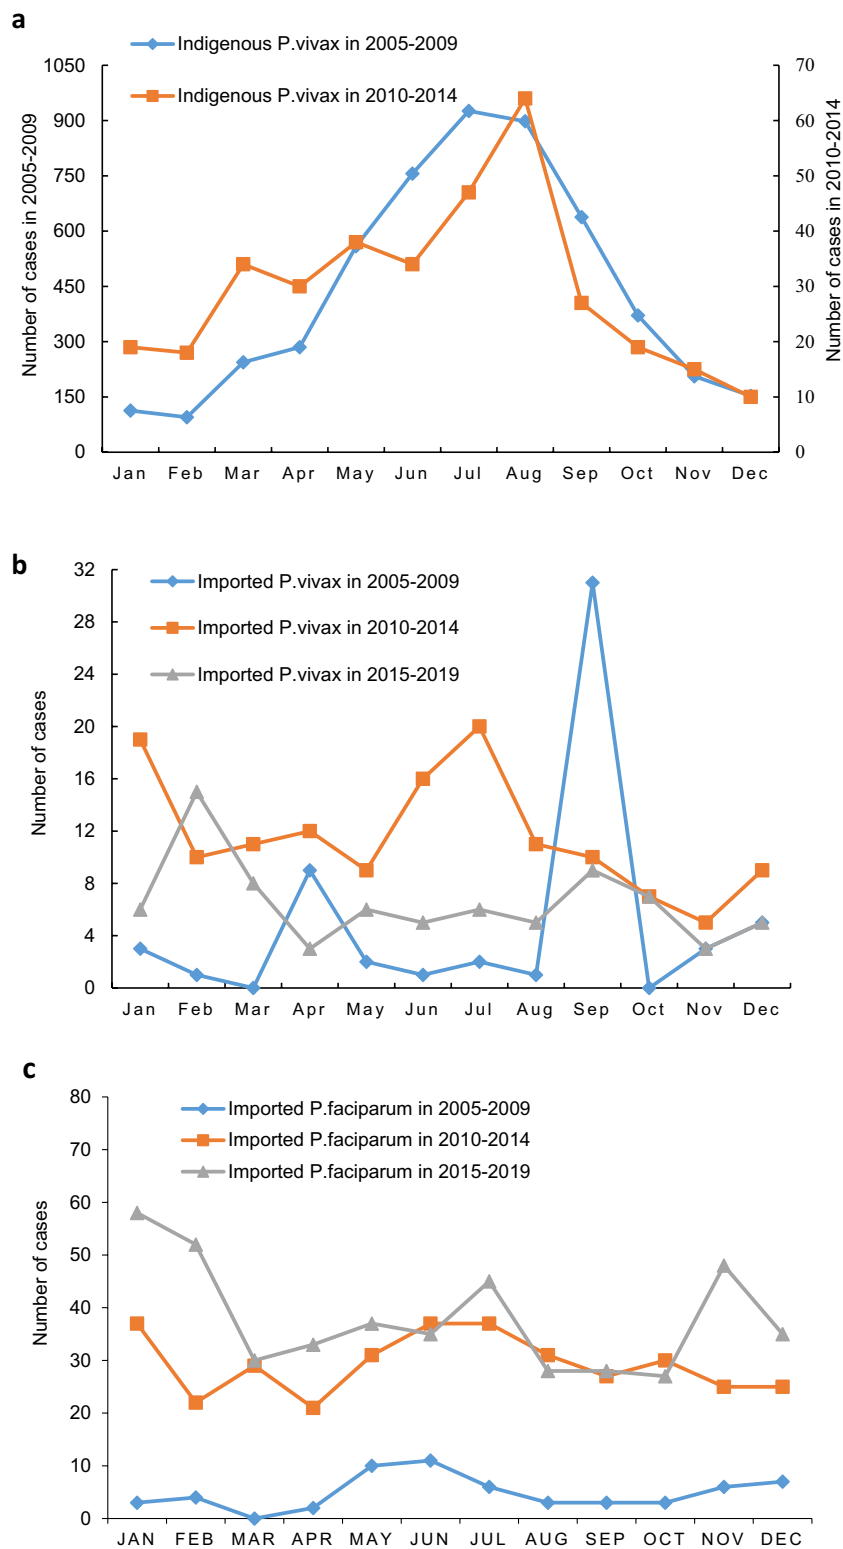 a
Indigenous P.vivax in 2005-2009
Indigenous P.vivax in 2010-2014
Number of cases in 2005-2009
1050
900
750
600
450
300
150
0
70
60
50
40
30
20
10
0
Number of cases in 2010-2014
Jan Feb Mar Apr May Jun Jul Aug Sep Oct Nov Dec
b
Imported P.vivax in 2005-2009
Imported P.vivax in 2010-2014
Imported P.vivax in 2015-2019
Number of cases
32
28
24
20
16
12
8
4
0
Jan Feb Mar Apr May Jun Jul Aug Sep Oct Nov Dec
c
Imported P.faciparum in 2005-2009
Imported P.faciparum in 2010-2014
Imported P.faciparum in 2015-2019
Number of cases
80
70
60
50
40
30
20
10
0
JAN FEB MAR APR MAY JUN JUL AUG SEP OCT NOV DEC